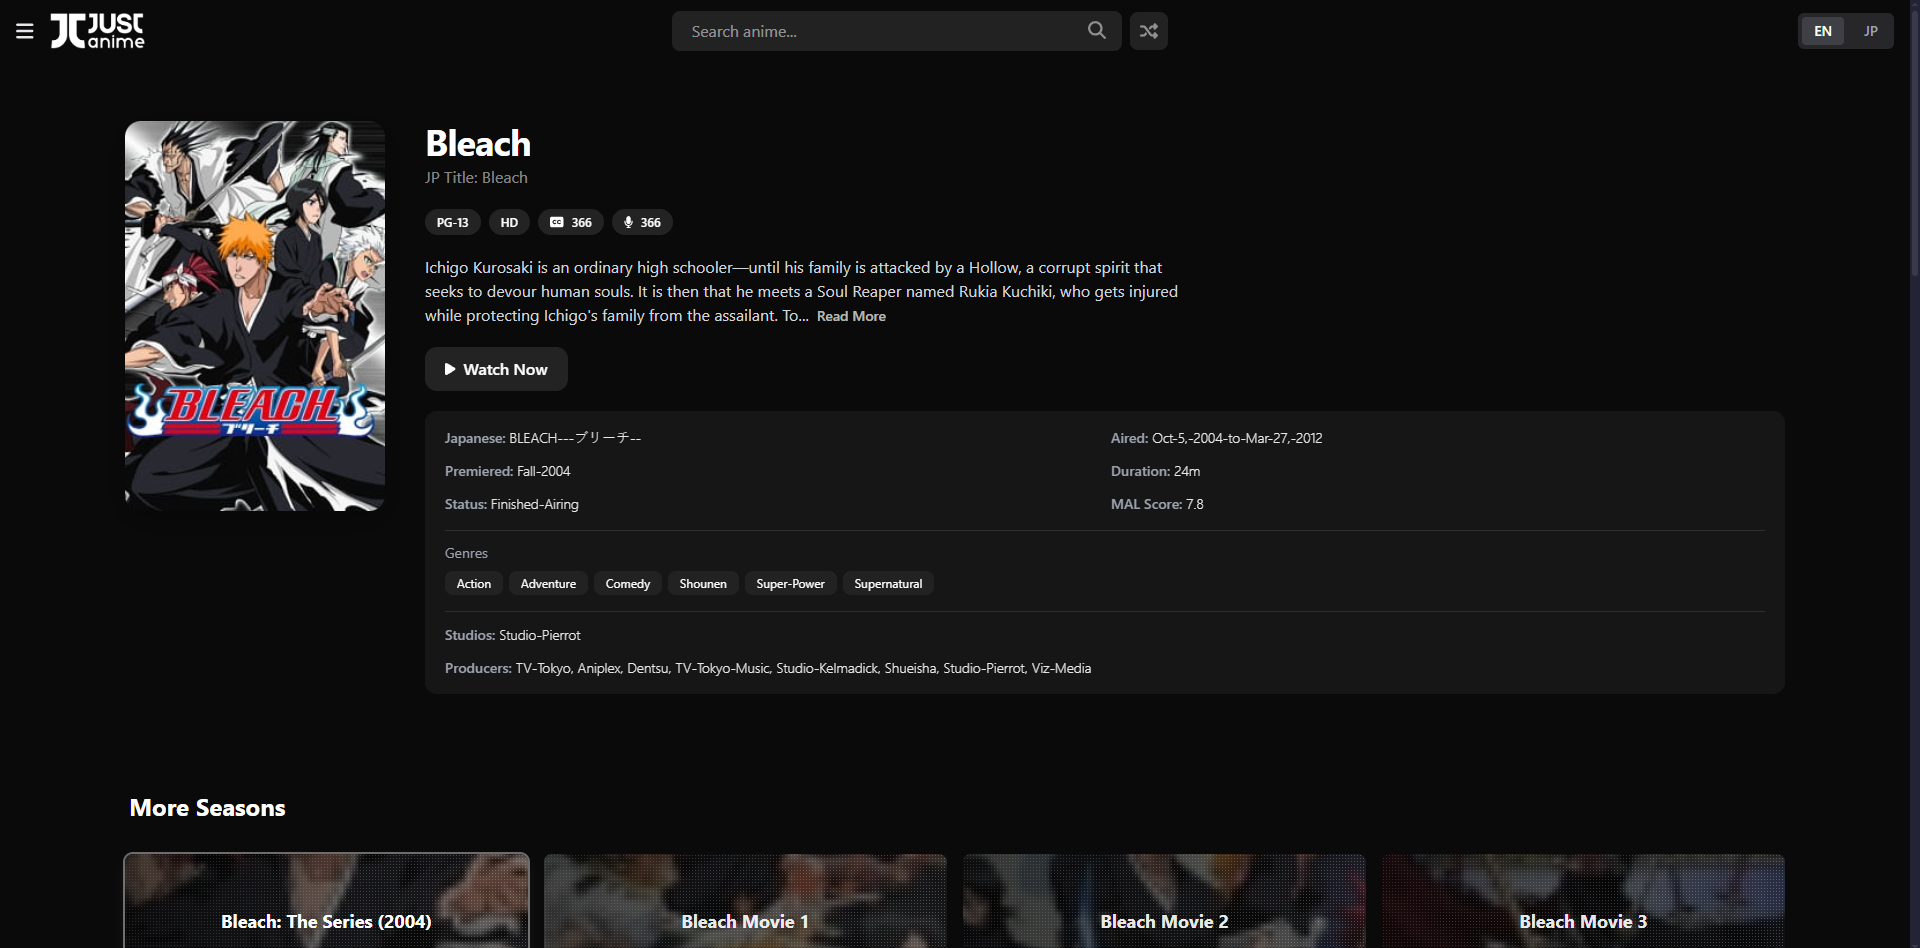 JUST
anime
Search anime...
EN JP
Bleach
JP Title: Bleach
PG-13 HD CC 366 366
Ichigo Kurosaki is an ordinary high schooler—until his family is attacked by a Hollow, a corrupt spirit that
seeks to devour human souls. It is then that he meets a Soul Reaper named Rukia Kuchiki, who gets injured
while protecting Ichigo's family from the assailant. To... Read More
Watch Now
BLEACH
ブリーチ
Japanese: BLEACH---ブリーチ--
Aired: Oct-5,-2004-to-Mar-27,-2012
Premiered: Fall-2004
Duration: 24m
Status: Finished-Airing
MAL Score: 7.8
Genres
Action Adventure Comedy Shounen Super-Power Supernatural
Studios: Studio-Pierrot
Producers: TV-Tokyo, Aniplex, Dentsu, TV-Tokyo-Music, Studio-Kelmadick, Shueisha, Studio-Pierrot, Viz-Media
More Seasons
Bleach: The Series (2004)
Bleach Movie 1
Bleach Movie 2
Bleach Movie 3